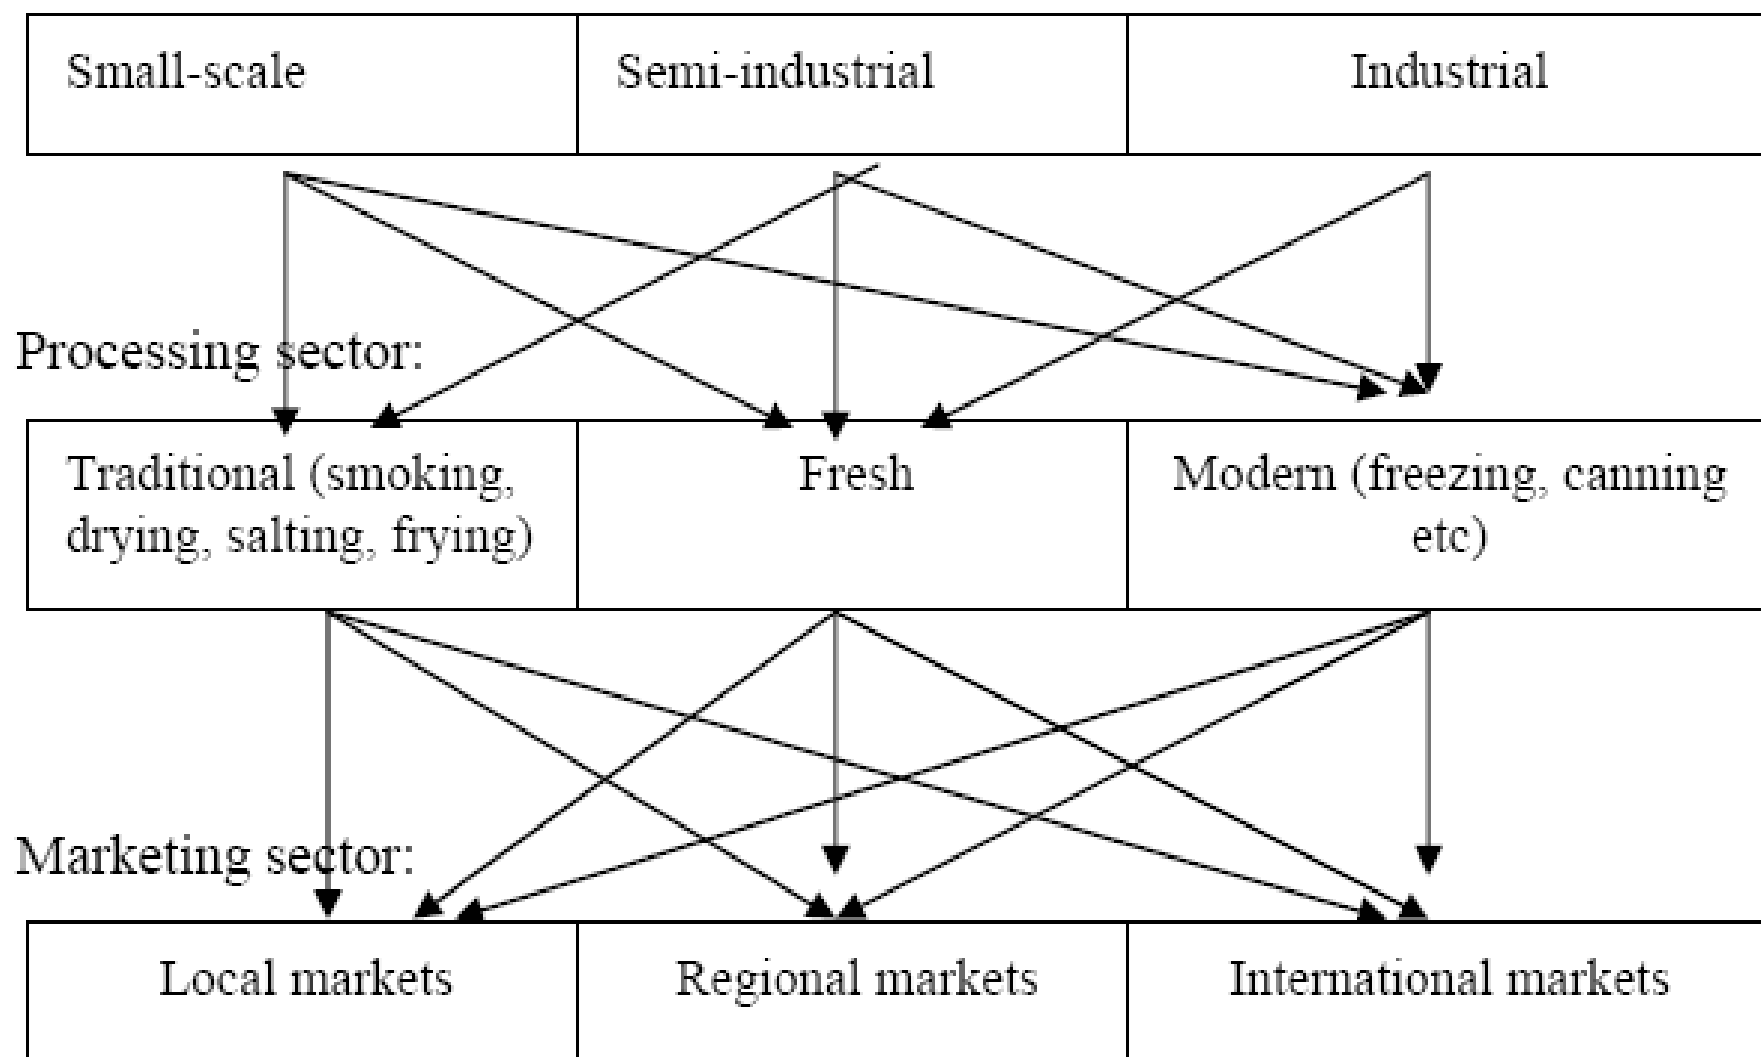 Small-scale
Semi-industrial
Industrial
Processing sector:
Traditional (smoking,
drying, salting, frying)
Fresh
Modern (freezing, canning
etc)
Marketing sector:
Local markets
Regional markets
International markets